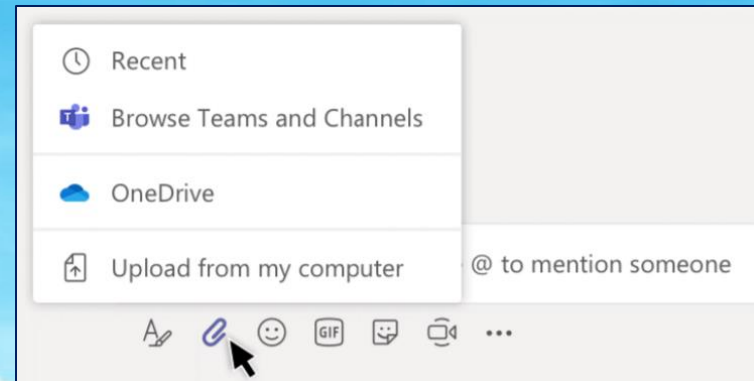 Recent
Browse Teams and Channels
OneDrive
Upload from my computer
@ to mention someone
GIF